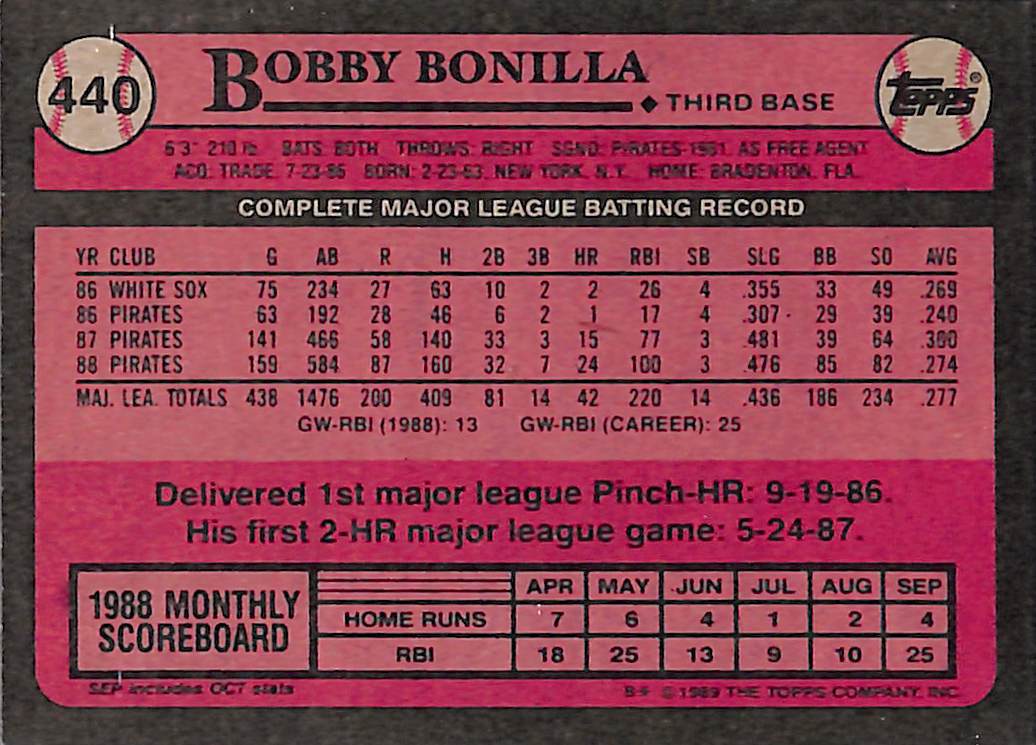 440
BOBBY BONILLA
THIRD BASE
TOPPS®
6'3" 210 lb. BATS: BOTH THROWS: RIGHT SGND: PIRATES-1981, AS FREE AGENT
ACQ: TRADE, 7-23-86 BORN: 2-23-63, NEW YORK, N.Y. HOME: BRADENTON, FLA.
COMPLETE MAJOR LEAGUE BATTING RECORD
YR CLUB G AB R H 2B 3B HR RBI SB SLG BB SO AVG
86 WHITE SOX 75 234 27 63 10 2 2 26 4 .355 33 49 .269
86 PIRATES 63 192 28 46 6 2 1 17 4 .307 29 39 .240
87 PIRATES 141 466 58 140 33 3 15 77 3 .481 39 64 .300
88 PIRATES 159 584 87 160 32 7 24 100 3 .476 85 82 .274
MAJ. LEA. TOTALS 438 1476 200 409 81 14 42 220 14 .436 186 234 .277
GW-RBI (1988): 13 GW-RBI (CAREER): 25
Delivered 1st major league Pinch-HR: 9-19-86.
His first 2-HR major league game: 5-24-87.
1988 MONTHLY
SCOREBOARD
APR MAY JUN JUL AUG SEP
HOME RUNS 7 6 4 1 2 4
RBI 18 25 13 9 10 25
SEP includes OCT stats
© 1989 THE TOPPS COMPANY, INC.